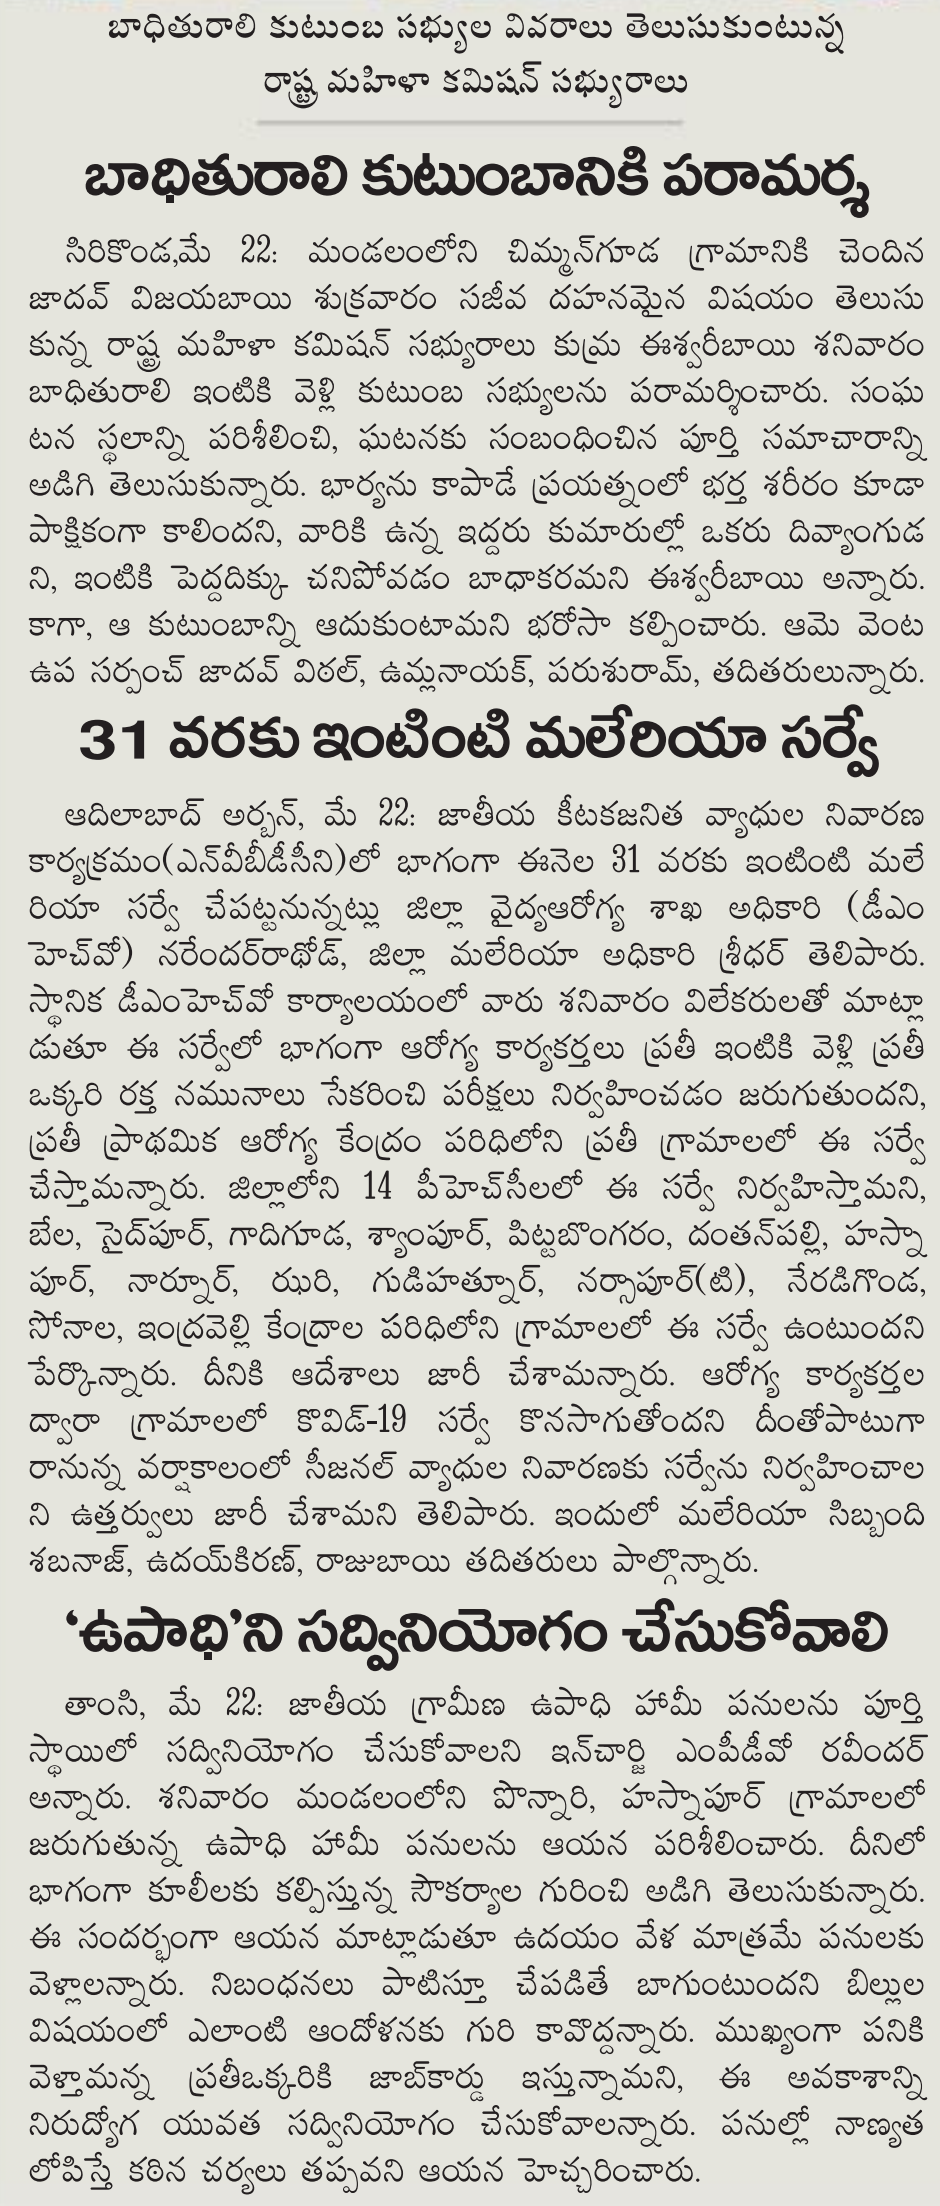 బాధితురాలి కుటుంబ సభ్యుల వివరాలు తెలుసుకుంటున్న
రాష్ట్ర మహిళా కమిషన్ సభ్యురాలు
బాధితురాలి కుటుంబానికి పరామర్శ
సిరికొండ,మే 22: మండలంలోని చిమ్మన్‌గూడ గ్రామానికి చెందిన
జాదవ్ విజయబాయి శుక్రవారం సజీవ దహనమైన విషయం తెలుసు
కున్న రాష్ట్ర మహిళా కమిషన్ సభ్యురాలు కుమ్ర ఈశ్వరీబాయి శనివారం
బాధితురాలి ఇంటికి వెళ్లి కుటుంబ సభ్యులను పరామర్శించారు. సంఘ
టన స్థలాన్ని పరిశీలించి, ఘటనకు సంబంధించిన పూర్తి సమాచారాన్ని
అడిగి తెలుసుకున్నారు. భార్యను కాపాడే ప్రయత్నంలో భర్త శరీరం కూడా
పాక్షికంగా కాలిందని, వారికి ఉన్న ఇద్దరు కుమారుల్లో ఒకరు దివ్యాంగుడ
ని, ఇంటికి పెద్దదిక్కు చనిపోవడం బాధాకరమని ఈశ్వరీబాయి అన్నారు.
కాగా, ఆ కుటుంబాన్ని ఆదుకుంటామని భరోసా కల్పించారు. ఆమె వెంట
ఉప సర్పంచ్ జాదవ్ విఠల్, ఉమ్లనాయక్, పరుశురామ్, తదితరులున్నారు.
31 వరకు ఇంటింటి మలేరియా సర్వే
ఆదిలాబాద్ అర్బన్, మే 22: జాతీయ కీటకజనిత వ్యాధుల నివారణ
కార్యక్రమం(ఎన్‌వీబీడీసీని)లో భాగంగా ఈనెల 31 వరకు ఇంటింటి మలే
రియా సర్వే చేపట్టనున్నట్లు జిల్లా వైద్యఆరోగ్య శాఖ అధికారి (డీఎం
హెచ్‌వో) నరేందర్‌రాథోడ్, జిల్లా మలేరియా అధికారి శ్రీధర్ తెలిపారు.
స్థానిక డీఎంహెచ్‌వో కార్యాలయంలో వారు శనివారం విలేకరులతో మాట్లా
డుతూ ఈ సర్వేలో భాగంగా ఆరోగ్య కార్యకర్తలు ప్రతీ ఇంటికి వెళ్లి ప్రతీ
ఒక్కరి రక్త నమునాలు సేకరించి పరీక్షలు నిర్వహించడం జరుగుతుందని,
ప్రతీ ప్రాథమిక ఆరోగ్య కేంద్రం పరిధిలోని ప్రతీ గ్రామాలలో ఈ సర్వే
చేస్తామన్నారు. జిల్లాలోని 14 పీహెచ్‌సీలలో ఈ సర్వే నిర్వహిస్తామని,
బేల, సైద్‌పూర్, గాదిగూడ, శ్యాంపూర్, పిట్టబొంగరం, దంతన్‌పల్లి, హస్నా
పూర్, నార్నూర్, ఝరి, గుడిహత్నూర్, నర్సాపూర్(టి), నేరడిగొండ,
సోనాల, ఇంద్రవెల్లి కేంద్రాల పరిధిలోని గ్రామాలలో ఈ సర్వే ఉంటుందని
పేర్కొన్నారు. దీనికి ఆదేశాలు జారీ చేశామన్నారు. ఆరోగ్య కార్యకర్తల
ద్వారా గ్రామాలలో కొవిడ్-19 సర్వే కొనసాగుతోందని దీంతోపాటుగా
రానున్న వర్షాకాలంలో సీజనల్ వ్యాధుల నివారణకు సర్వేను నిర్వహించాల
ని ఉత్తర్వులు జారీ చేశామని తెలిపారు. ఇందులో మలేరియా సిబ్బంది
శబనాజ్, ఉదయ్‌కిరణ్, రాజుబాయి తదితరులు పాల్గొన్నారు.
‘ఉపాధి’ని సద్వినియోగం చేసుకోవాలి
తాంసి, మే 22: జాతీయ గ్రామీణ ఉపాధి హామీ పనులను పూర్తి
స్థాయిలో సద్వినియోగం చేసుకోవాలని ఇన్‌చార్జి ఎంపీడీవో రవీందర్
అన్నారు. శనివారం మండలంలోని పొన్నారి, హస్నాపూర్ గ్రామాలలో
జరుగుతున్న ఉపాధి హామీ పనులను ఆయన పరిశీలించారు. దీనిలో
భాగంగా కూలీలకు కల్పిస్తున్న సౌకర్యాల గురించి అడిగి తెలుసుకున్నారు.
ఈ సందర్భంగా ఆయన మాట్లాడుతూ ఉదయం వేళ మాత్రమే పనులకు
వెళ్లాలన్నారు. నిబంధనలు పాటిస్తూ చేపడితే బాగుంటుందని బిల్లుల
విషయంలో ఎలాంటి ఆందోళనకు గురి కావొద్దన్నారు. ముఖ్యంగా పనికి
వెళ్తామన్న ప్రతీఒక్కరికి జాబ్‌కార్డు ఇస్తున్నామని, ఈ అవకాశాన్ని
నిరుద్యోగ యువత సద్వినియోగం చేసుకోవాలన్నారు. పనుల్లో నాణ్యత
లోపిస్తే కఠిన చర్యలు తప్పవని ఆయన హెచ్చరించారు.